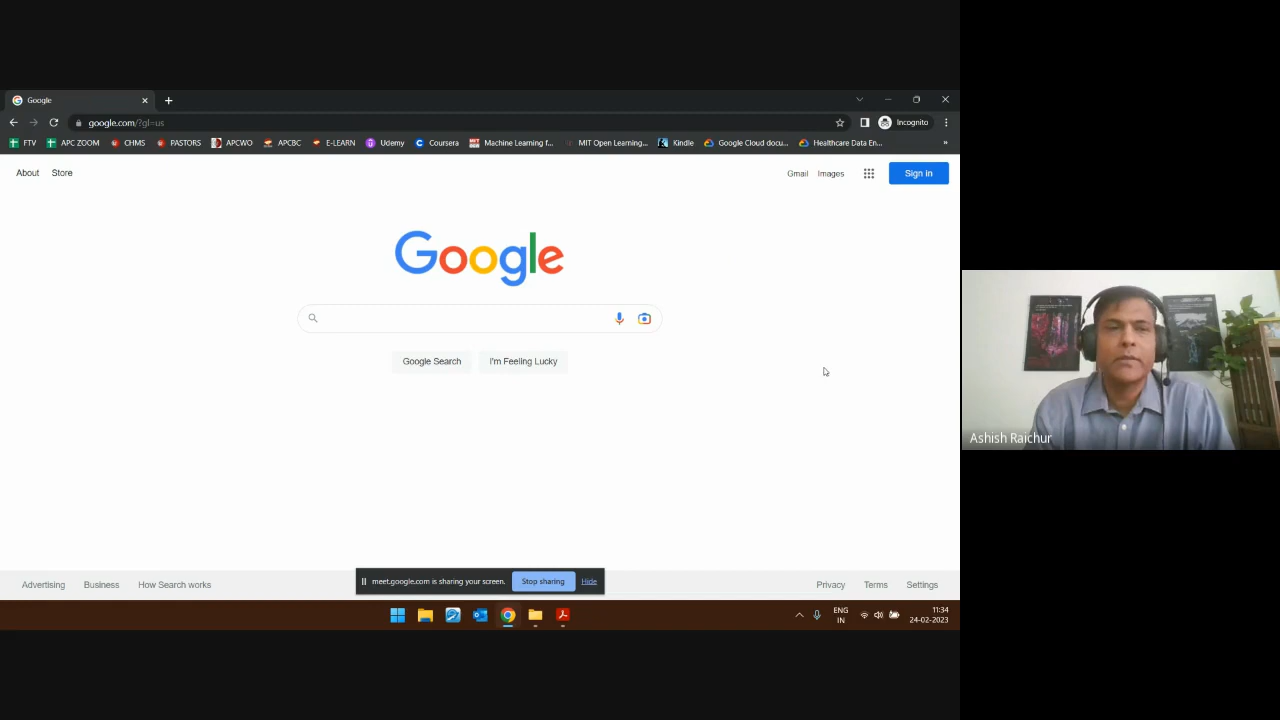 Google
google.com/?gl=us
Incognito
FTV APC ZOOM CHMS PASTORS APCWO APCBC E-LEARN Udemy Coursera Machine Learning f... MIT Open Learning... Kindle Google Cloud docu... Healthcare Data En... »
About Store Gmail Images Sign in
Google
Google Search I'm Feeling Lucky
Ashish Raichur
meet.google.com is sharing your screen. Stop sharing Hide
Advertising Business How Search works Privacy Terms Settings
ENG 11:34
IN 24-02-2023